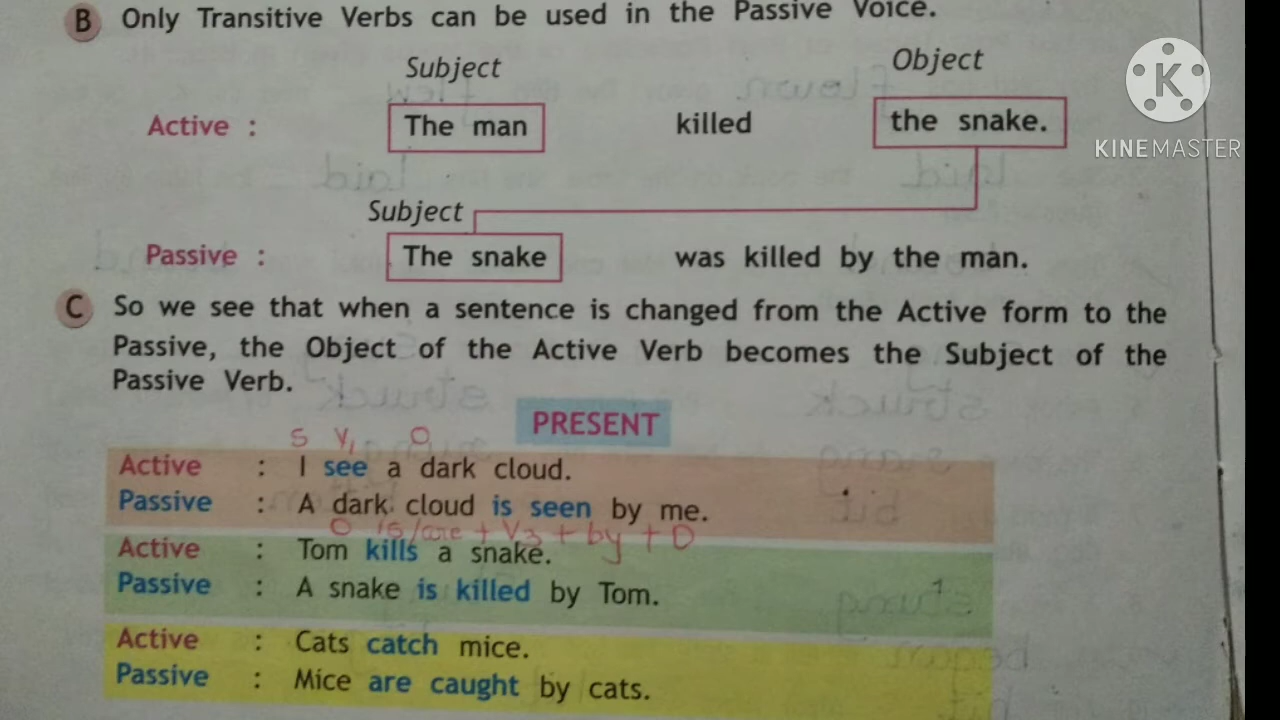 B Only Transitive Verbs can be used in the Passive Voice.
Subject Object
Active : The man killed the snake.
Subject
Passive : The snake was killed by the man.
C So we see that when a sentence is changed from the Active form to the
Passive, the Object of the Active Verb becomes the Subject of the
Passive Verb.
PRESENT
S V1 O
Active : I see a dark cloud.
Passive : A dark cloud is seen by me.
O is/are + V3 + by + O
Active : Tom kills a snake.
Passive : A snake is killed by Tom.
Active : Cats catch mice.
Passive : Mice are caught by cats.
K
KINEMASTER